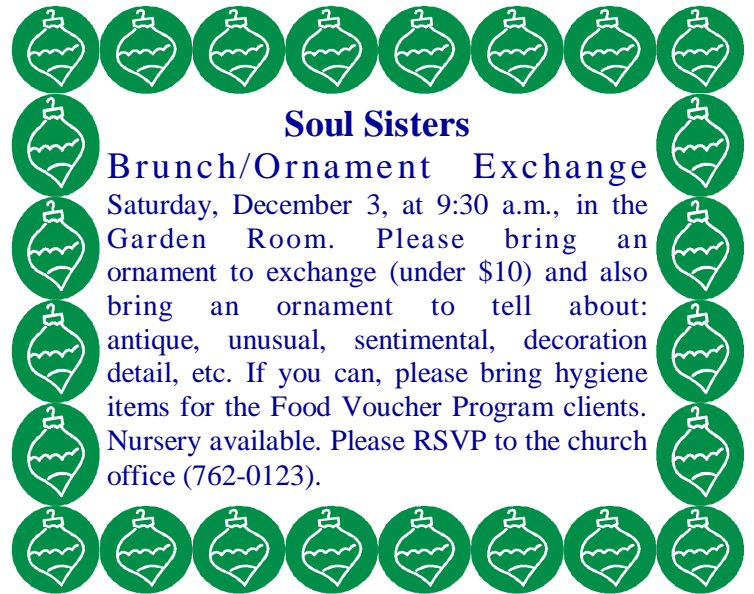 Soul Sisters
Brunch/Ornament Exchange
Saturday, December 3, at 9:30 a.m., in the
Garden Room. Please bring an
ornament to exchange (under $10) and also
bring an ornament to tell about:
antique, unusual, sentimental, decoration
detail, etc. If you can, please bring hygiene
items for the Food Voucher Program clients.
Nursery available. Please RSVP to the church
office (762-0123).